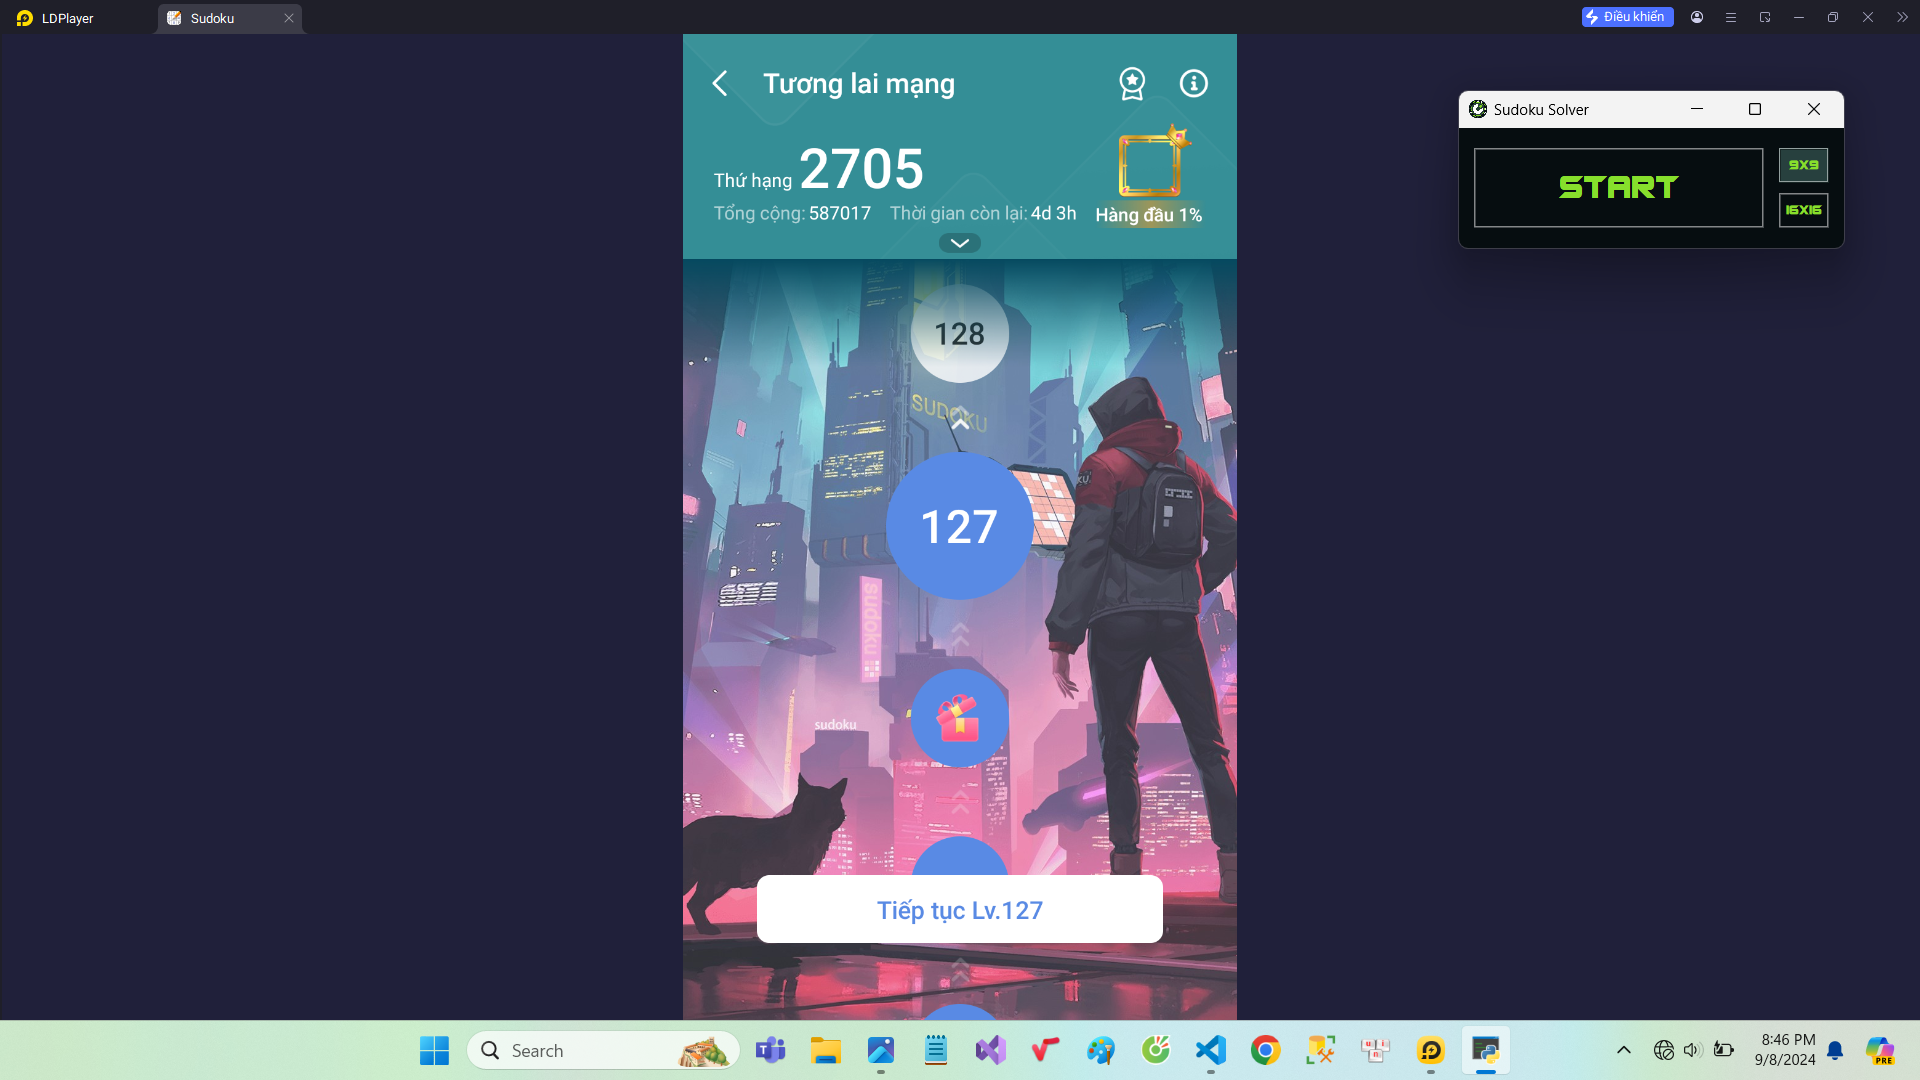 LDPlayer
Sudoku
Điều khiển
Tương lai mạng
Thứ hạng 2705
Tổng cộng: 587017 Thời gian còn lại: 4d 3h
Hàng đầu 1%
Sudoku Solver
START
9X9
16X16
128
SUDOKU
127
sudoku
sudoku
Tiếp tục Lv.127
Search
8:46 PM
9/8/2024
PRE